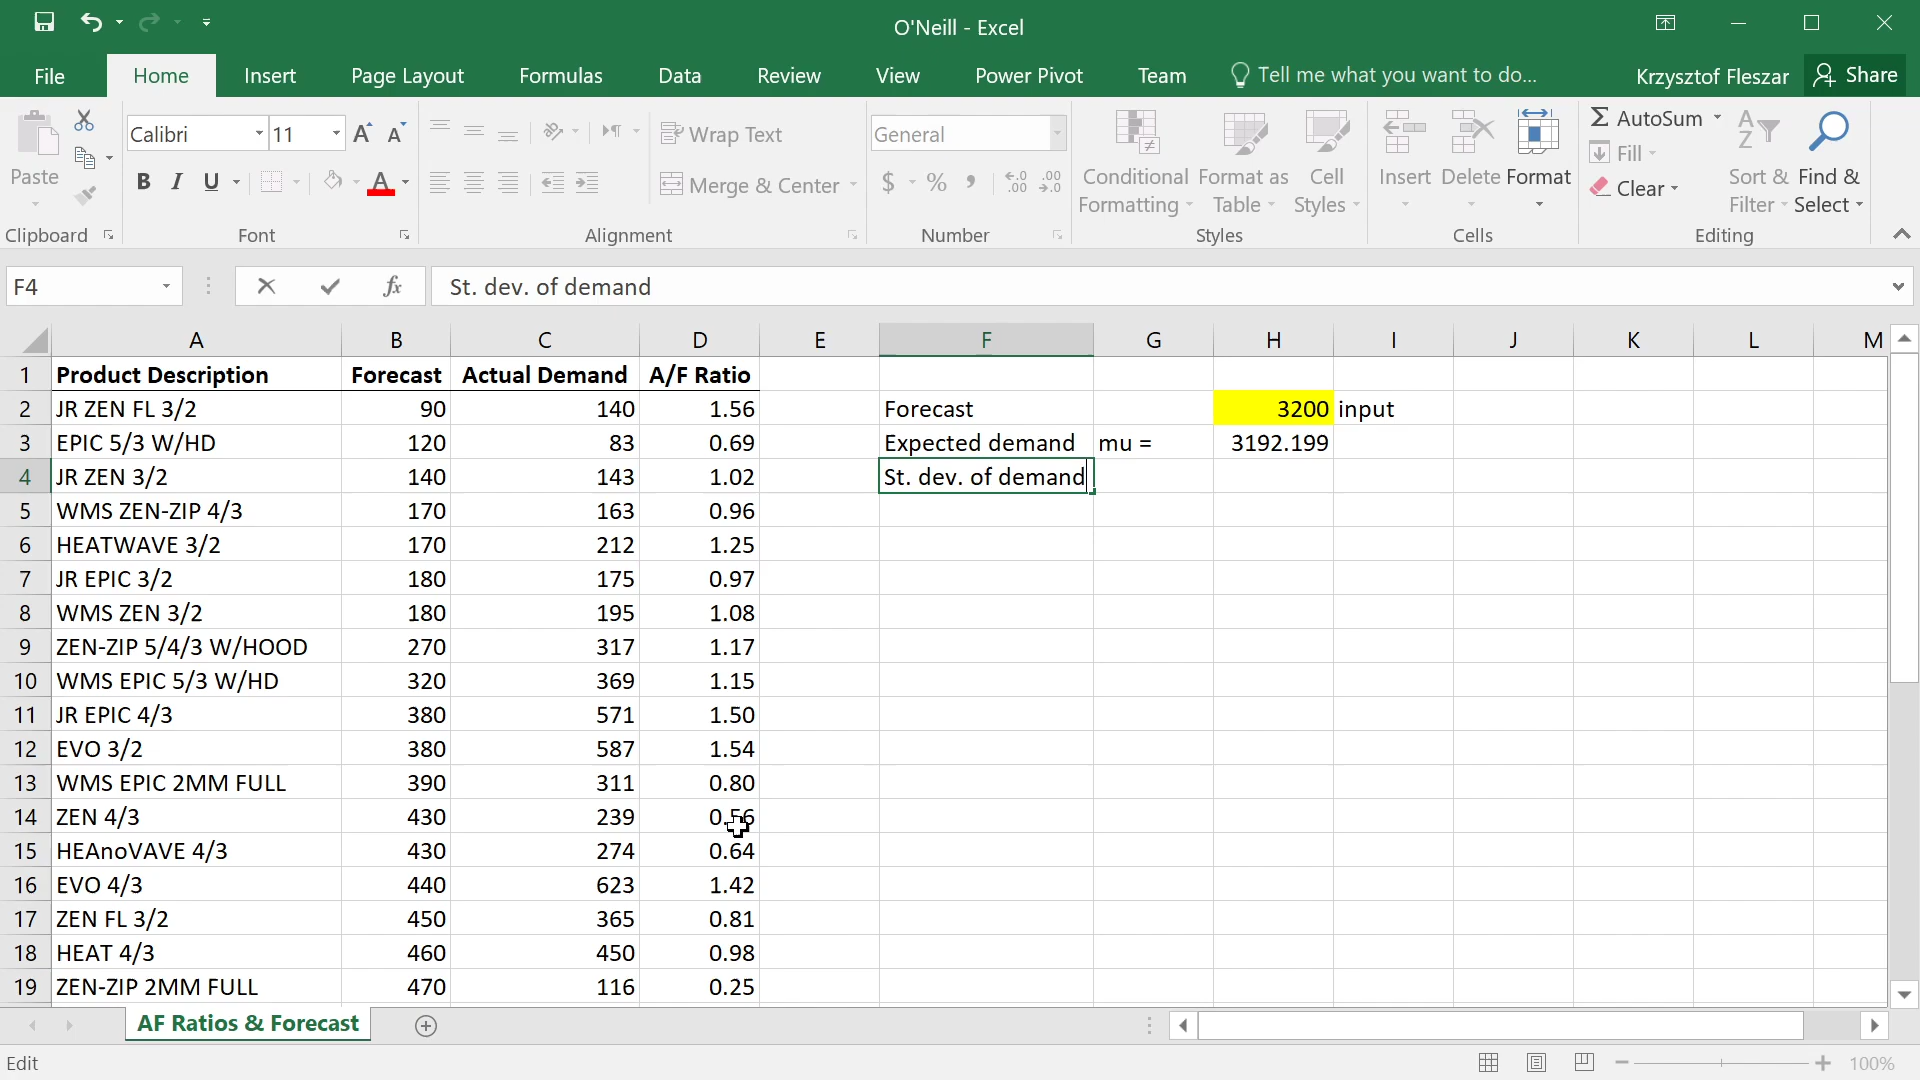 O'Neill - Excel
File Home Insert Page Layout Formulas Data Review View Power Pivot Team Tell me what you want to do... Krzysztof Fleszar Share
Calibri 11 A A Wrap Text General AutoSum
Paste B I U A Merge & Center $ % , Conditional Formatting Format as Table Cell Styles Insert Delete Format Fill Clear Sort & Filter Find & Select
Clipboard Font Alignment Number Styles Cells Editing
F4 fx St. dev. of demand
A B C D E F G H I J K L M
1 Product Description Forecast Actual Demand A/F Ratio
2 JR ZEN FL 3/2 90 140 1.56 Forecast 3200 input
3 EPIC 5/3 W/HD 120 83 0.69 Expected demand mu = 3192.199
4 JR ZEN 3/2 140 143 1.02 St. dev. of demand
5 WMS ZEN-ZIP 4/3 170 163 0.96
6 HEATWAVE 3/2 170 212 1.25
7 JR EPIC 3/2 180 175 0.97
8 WMS ZEN 3/2 180 195 1.08
9 ZEN-ZIP 5/4/3 W/HOOD 270 317 1.17
10 WMS EPIC 5/3 W/HD 320 369 1.15
11 JR EPIC 4/3 380 571 1.50
12 EVO 3/2 380 587 1.54
13 WMS EPIC 2MM FULL 390 311 0.80
14 ZEN 4/3 430 239 0.56
15 HEAnoVAVE 4/3 430 274 0.64
16 EVO 4/3 440 623 1.42
17 ZEN FL 3/2 450 365 0.81
18 HEAT 4/3 460 450 0.98
19 ZEN-ZIP 2MM FULL 470 116 0.25
AF Ratios & Forecast
Edit 100%